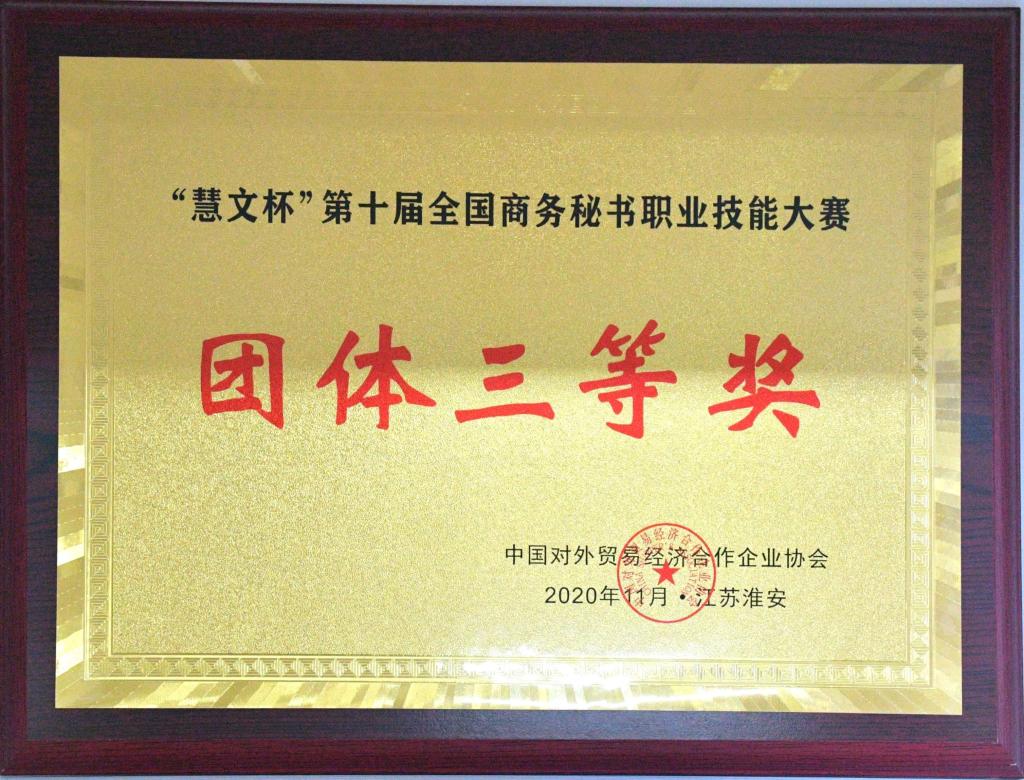 “慧文杯”第十届全国商务秘书职业技能大赛
团体三等奖
中国对外贸易经济合作企业协会
2020年11月·江苏淮安